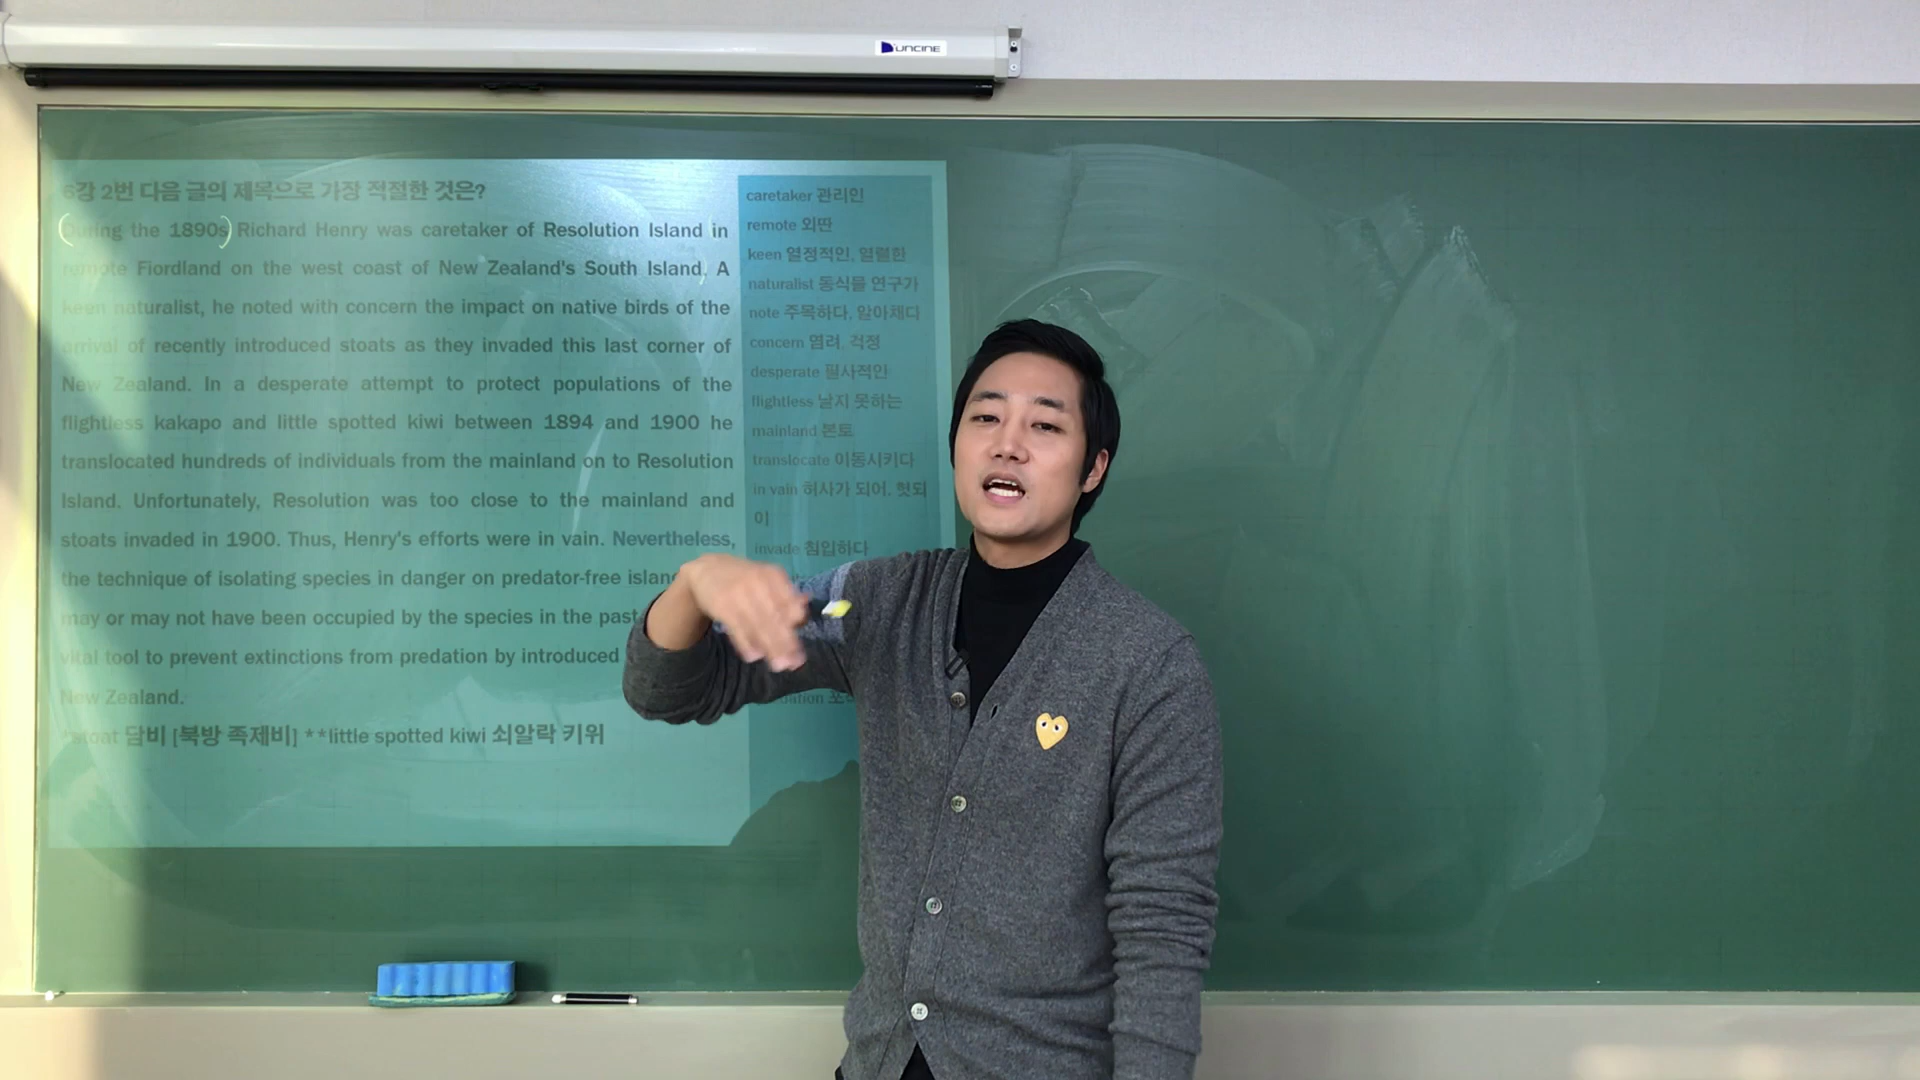 UNCINE
6강 2번 다음 글의 제목으로 가장 적절한 것은?
During the 1890s Richard Henry was caretaker of Resolution Island in
remote Fiordland on the west coast of New Zealand's South Island. A
keen naturalist, he noted with concern the impact on native birds of the
arrival of recently introduced stoats as they invaded this last corner of
New Zealand. In a desperate attempt to protect populations of the
flightless kakapo and little spotted kiwi between 1894 and 1900 he
translocated hundreds of individuals from the mainland on to Resolution
Island. Unfortunately, Resolution was too close to the mainland and
stoats invaded in 1900. Thus, Henry's efforts were in vain. Nevertheless,
the technique of isolating species in danger on predator-free
may or may not have been occupied by the species in the past
vital tool to prevent extinctions from predation by introduced
New Zealand.
*stoat 담비 [북방 족제비] **little spotted kiwi 쇠알락 키위
caretaker 관리인
remote 외딴
keen 열정적인, 열렬한
naturalist 동식물 연구가
note 주목하다, 알아채다
concern 염려, 걱정
desperate 필사적인
flightless 날지 못하는
mainland 본토
translocate 이동시키다
in vain 허사가 되어, 헛되
이
invade 침입하다